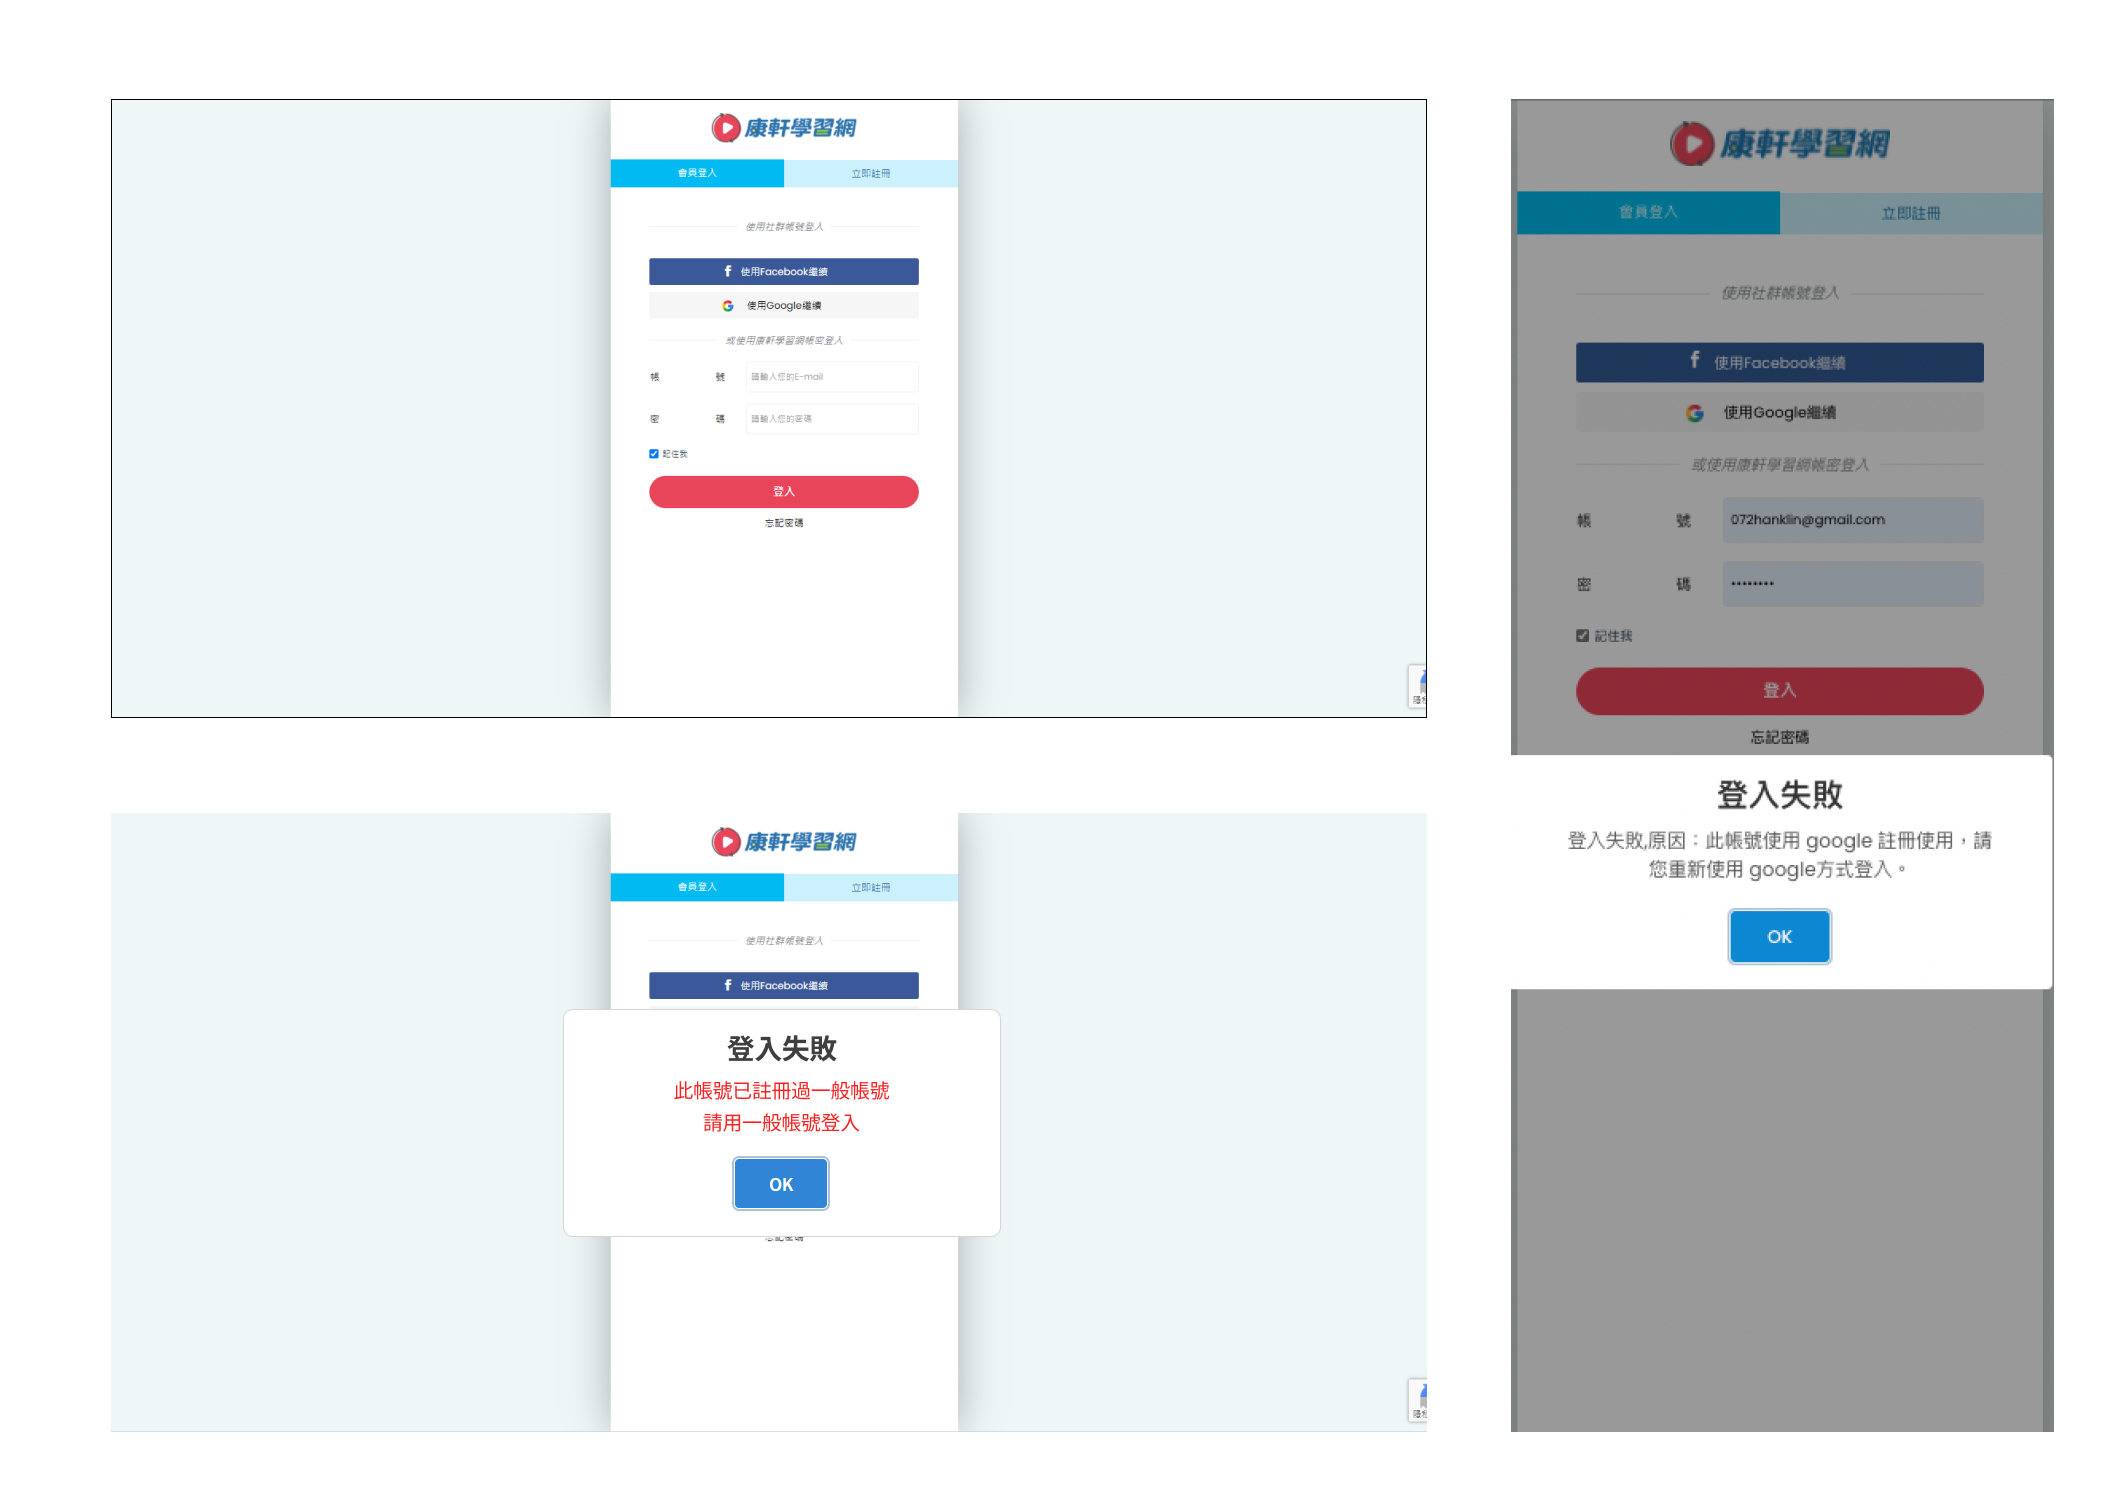 康軒學習網
會員登入
立即註冊
使用社群帳號登入
使用Facebook繼續
使用Google繼續
或使用康軒學習網帳密登入
帳 號
請輸入您的E-mail
密 碼
請輸入您的密碼
記住我
登入
忘記密碼
康軒學習網
會員登入
立即註冊
使用社群帳號登入
使用Facebook繼續
登入失敗
此帳號已註冊過一般帳號
請用一般帳號登入
OK
忘記密碼
康軒學習網
會員登入
立即註冊
使用社群帳號登入
使用Facebook繼續
使用Google繼續
或使用康軒學習網帳密登入
帳 號
072hanklin@gmail.com
密 碼
••••••••
記住我
登入
忘記密碼
登入失敗
登入失敗,原因：此帳號使用 google 註冊使用，請
您重新使用 google方式登入。
OK